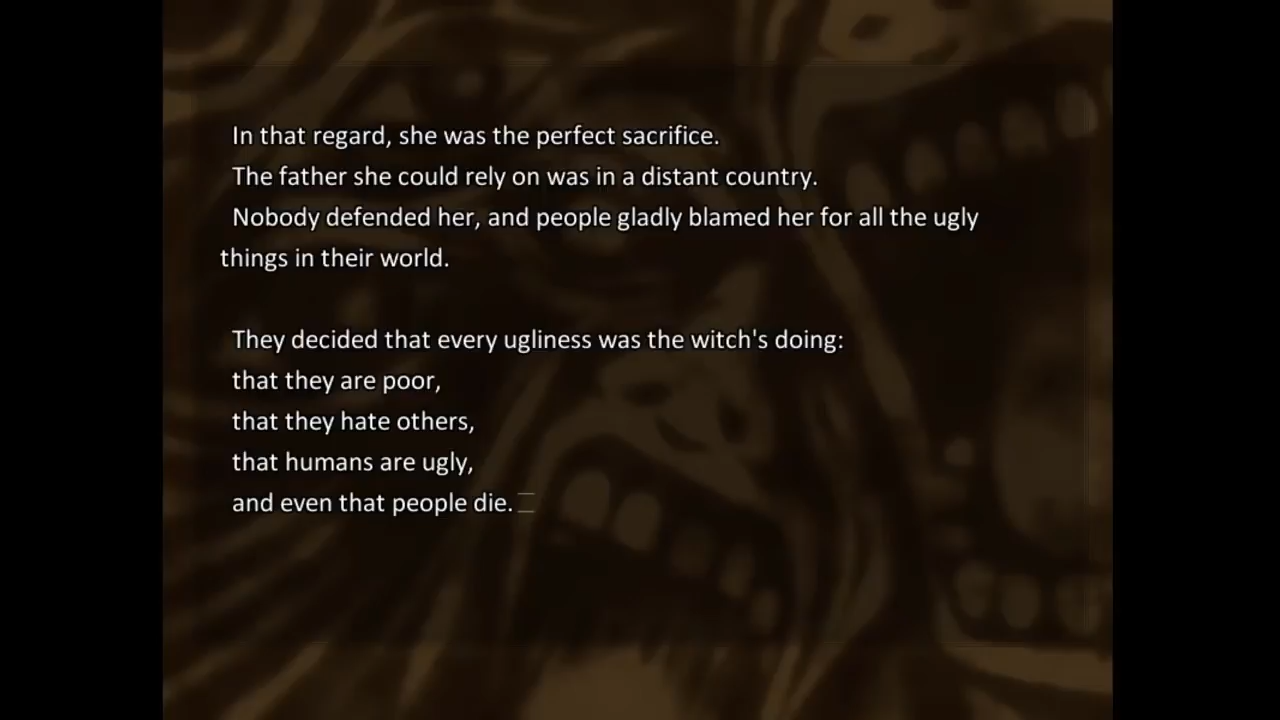 In that regard, she was the perfect sacrifice.
The father she could rely on was in a distant country.
Nobody defended her, and people gladly blamed her for all the ugly
things in their world.
They decided that every ugliness was the witch's doing:
that they are poor,
that they hate others,
that humans are ugly,
and even that people die.